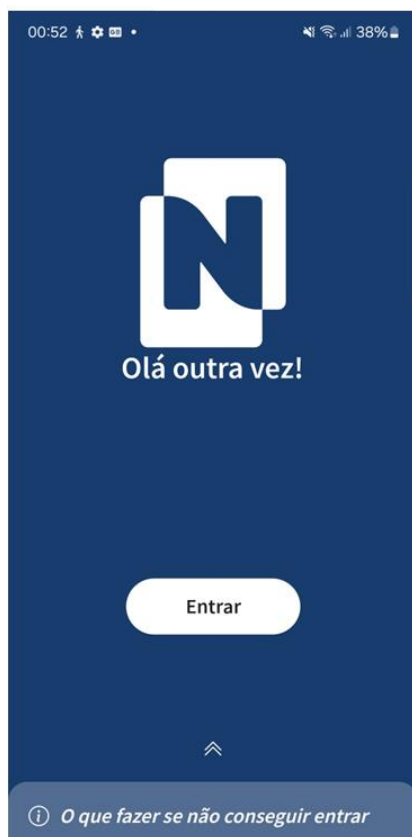 00:52 38%
N
Olá outra vez!
Entrar
O que fazer se não conseguir entrar